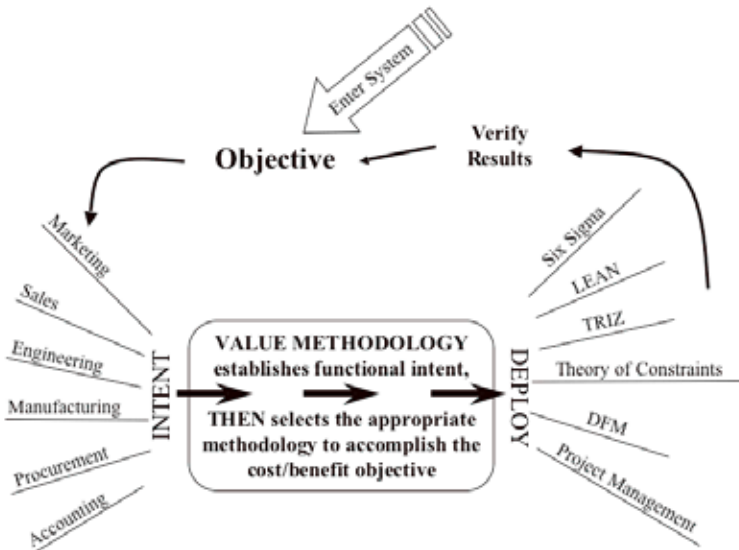 Enter System
Objective
Verify
Results
Marketing
Sales
Engineering
Manufacturing
Procurement
Accounting
INTENT
VALUE METHODOLOGY
establishes functional intent,
THEN selects the appropriate
methodology to accomplish the
cost/benefit objective
DEPLOY
Six Sigma
LEAN
TRIZ
Theory of Constraints
DFM
Project Management